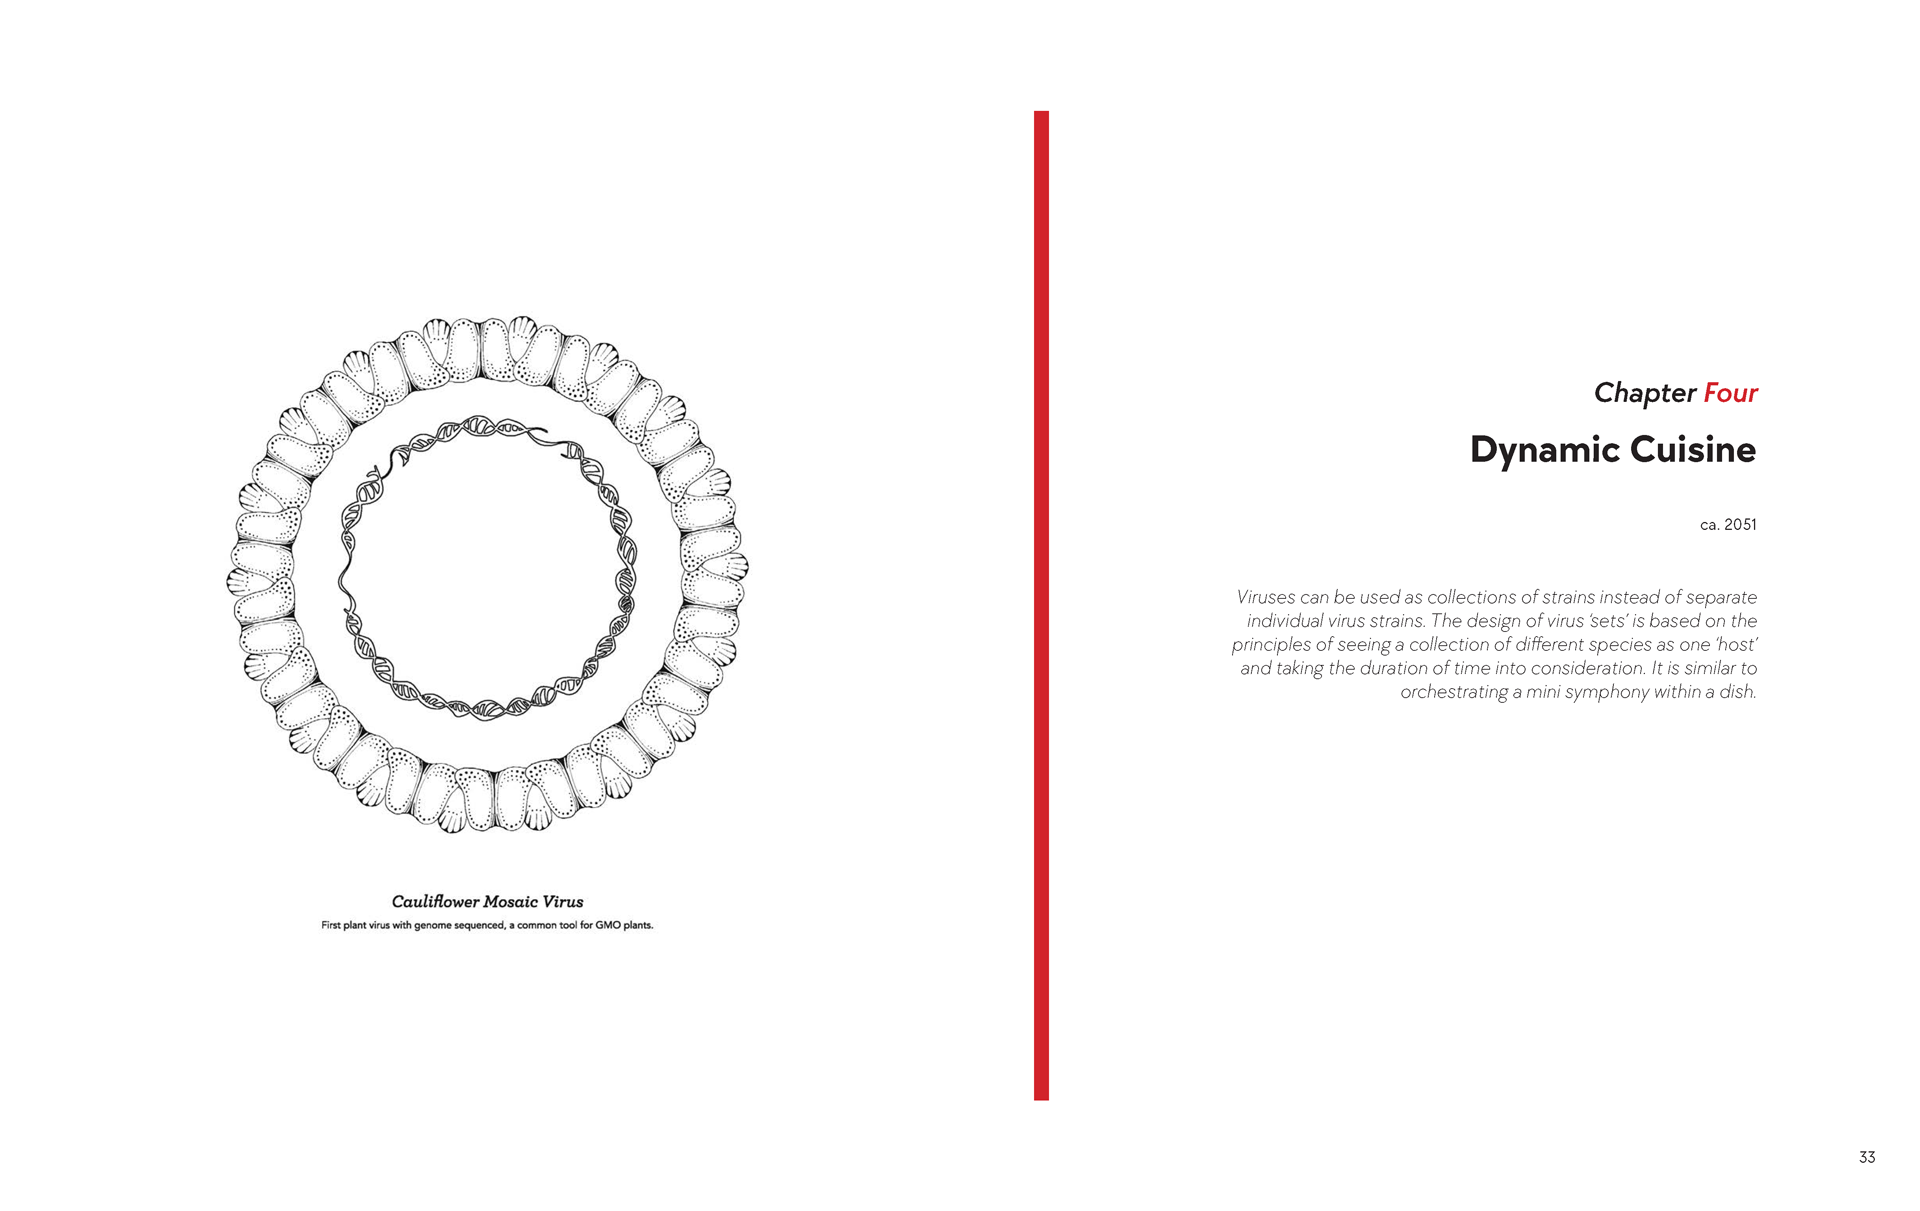 Cauliflower Mosaic Virus
First plant virus with genome sequenced, a common tool for GMO plants.
Chapter Four
Dynamic Cuisine
ca. 2051
Viruses can be used as collections of strains instead of separate
individual virus strains. The design of virus ‘sets’ is based on the
principles of seeing a collection of different species as one ‘host’
and taking the duration of time into consideration. It is similar to
orchestrating a mini symphony within a dish.
33